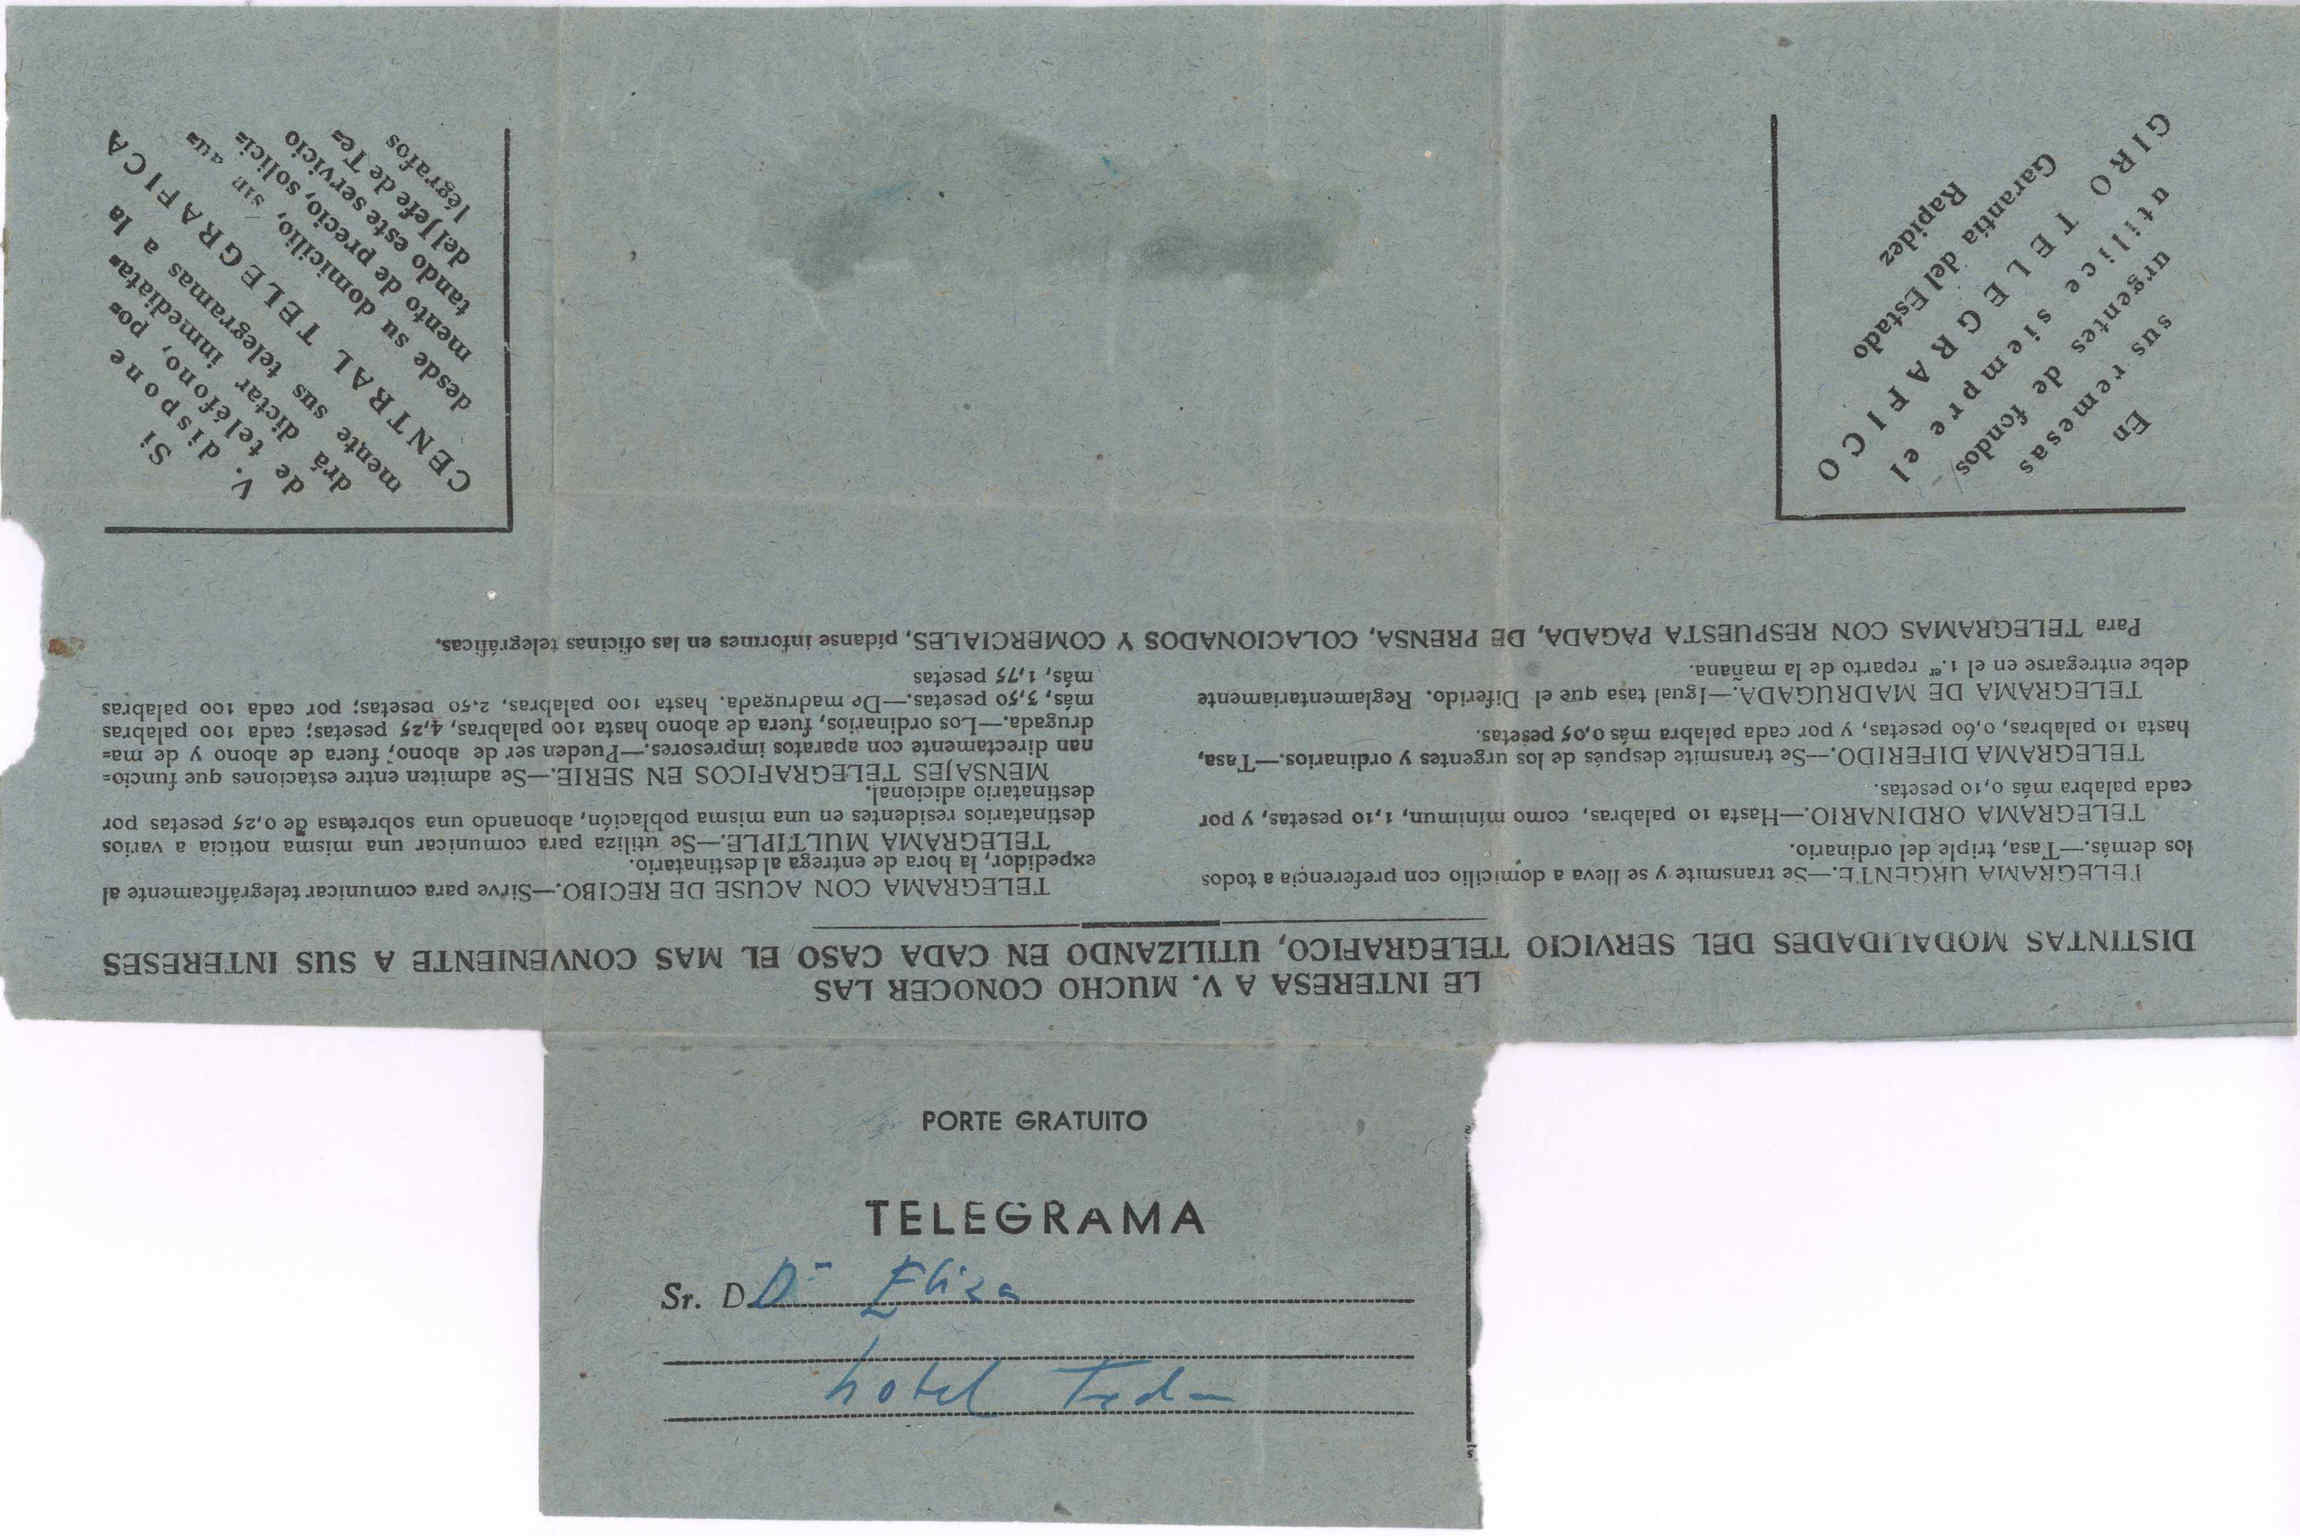 PORTE GRATUITO
TELEGRAMA
Sr. D. Dª Eliza
hotel
LE INTERESA A V. MUCHO CONOCER LAS
DISTINTAS MODALIDADES DEL SERVICIO TELEGRAFICO, UTILIZANDO EN CADA CASO EL MAS CONVENIENTE A SUS INTERESES
TELEGRAMA URGENTE.—Se transmite y se lleva a domicilio con preferencia a todos
los demás.—Tasa, triple del ordinario.
TELEGRAMA ORDINARIO.—Hasta 10 palabras, como mínimun, 1,10 pesetas, y por
cada palabra más 0,10 pesetas.
TELEGRAMA DIFERIDO.—Se transmite después de los urgentes y ordinarios.—Tasa,
hasta 10 palabras, 0,60 pesetas, y por cada palabra más 0,05 pesetas.
TELEGRAMA DE MADRUGADA.—Igual tasa que el Diferido. Reglamentariamente
debe entregarse en el 1.er reparto de la mañana.
TELEGRAMA CON ACUSE DE RECIBO.—Sirve para comunicar telegráficamente al
expedidor, la hora de entrega al destinatario.
TELEGRAMA MULTIPLE.—Se utiliza para comunicar una misma noticia a varios
destinatarios residentes en una misma población, abonando una sobretasa de 0,25 pesetas por
destinatario adicional.
MENSAJES TELEGRAFICOS EN SERIE.—Se admiten entre estaciones que funcio=
nan directamente con aparatos impresores.—Pueden ser de abono, fuera de abono y de ma=
drugada.—Los ordinarios, fuera de abono hasta 100 palabras, 4,25 pesetas; cada 100 palabras
más, 3,50 pesetas.—De madrugada. hasta 100 palabras, 2,50 pesetas; por cada 100 palabras
más, 1,75 pesetas
Para TELEGRAMAS CON RESPUESTA PAGADA, DE PRENSA, COLACIONADOS Y COMERCIALES, pídanse informes en las oficinas telegráficas.
En
sus remesas
urgentes de fondos
utilice siempre el
GIRO TELEGRAFICO
Garantía del Estado
Rapidez
Si
V. dispone
de teléfono, po=
drá dictar inmediata=
mente sus telegramas a la
CENTRAL TELEGRAFICA
desde su domicilio, sin au=
mento de precio, solici=
tando este servicio
del Jefe de Te=
légrafos